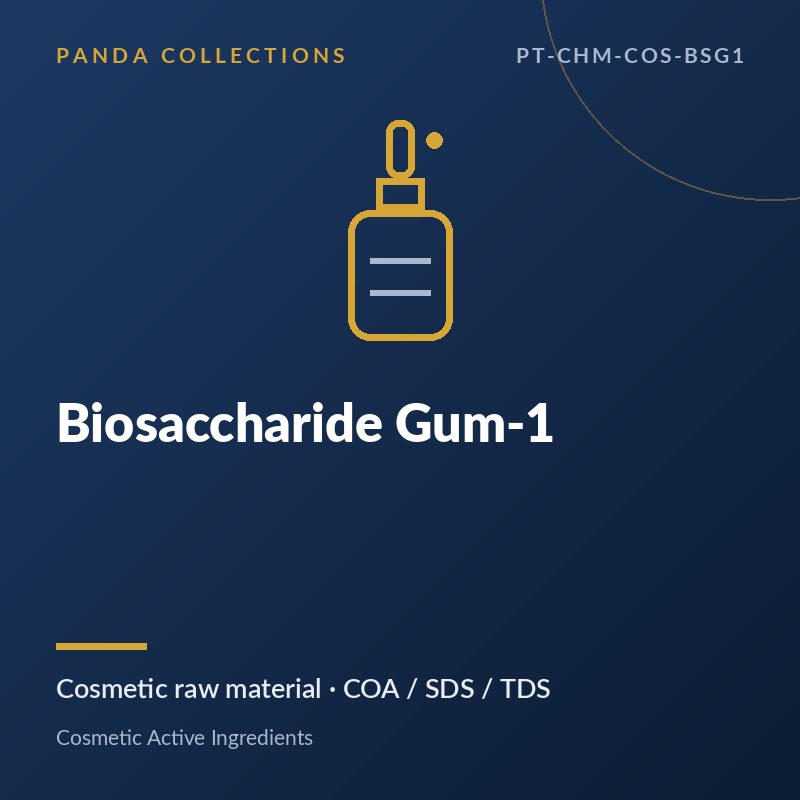 PANDA COLLECTIONS
PT-CHM-COS-BSG1
Biosaccharide Gum-1
Cosmetic raw material · COA / SDS / TDS
Cosmetic Active Ingredients